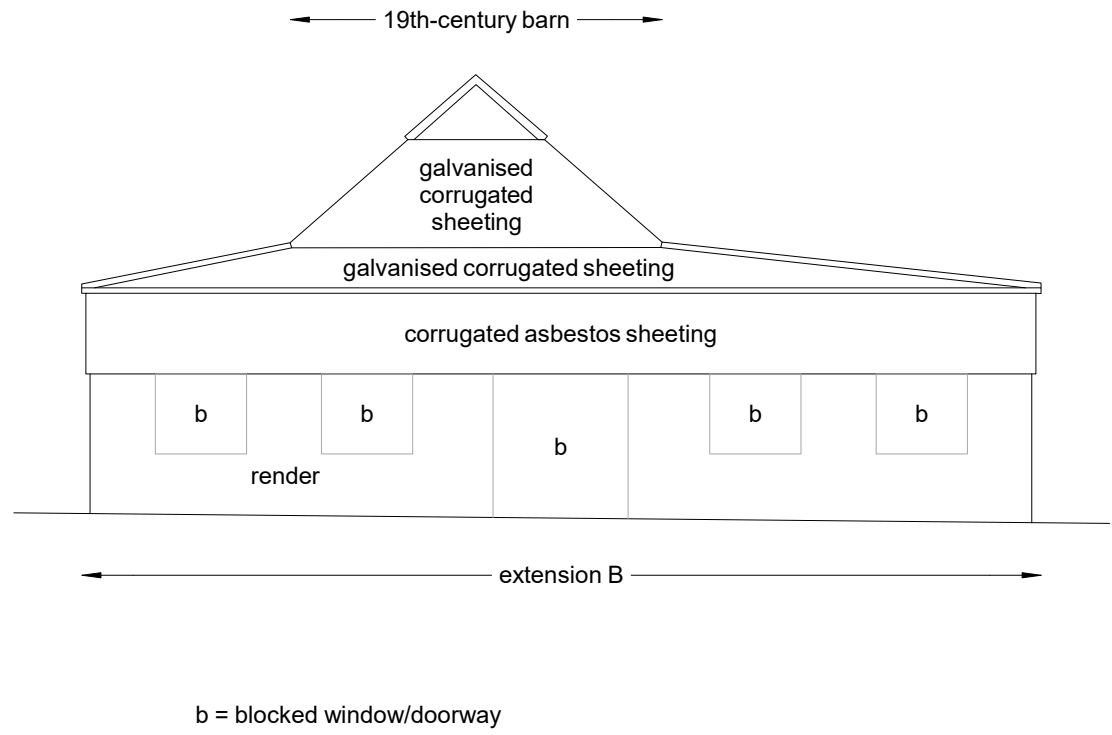 19th-century barn
galvanised
corrugated
sheeting
galvanised corrugated sheeting
corrugated asbestos sheeting
b
b
b
b
b
render
extension B
b = blocked window/doorway